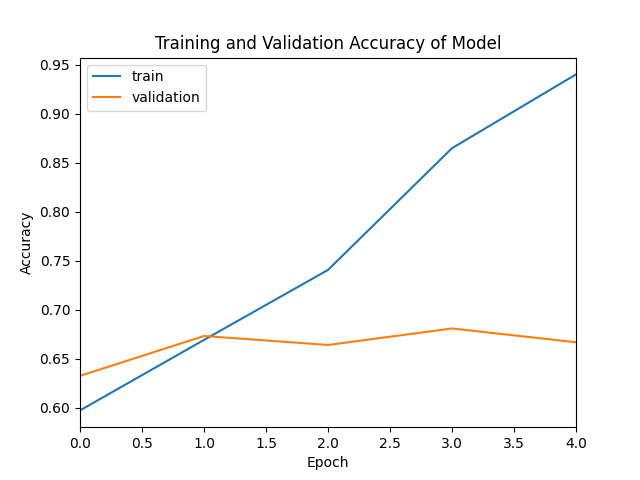 Training and Validation Accuracy of Model
train
validation
0.95
0.90
0.85
0.80
0.75
0.70
0.65
0.60
Accuracy
0.0 0.5 1.0 1.5 2.0 2.5 3.0 3.5 4.0
Epoch